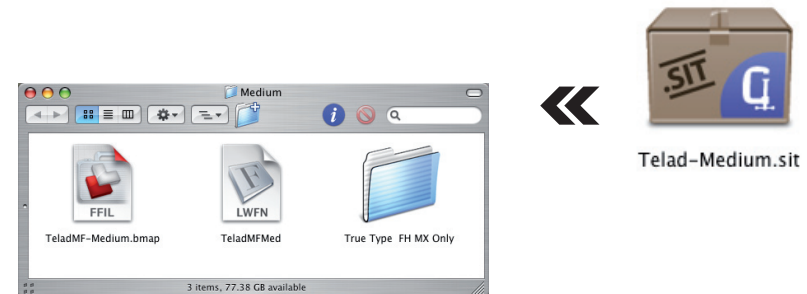 Medium
.SIT
Telad-Medium.sit
FFIL
LWFN
TeladMF-Medium.bmap
TeladMFMed
True Type FH MX Only
3 items, 77.38 GB available